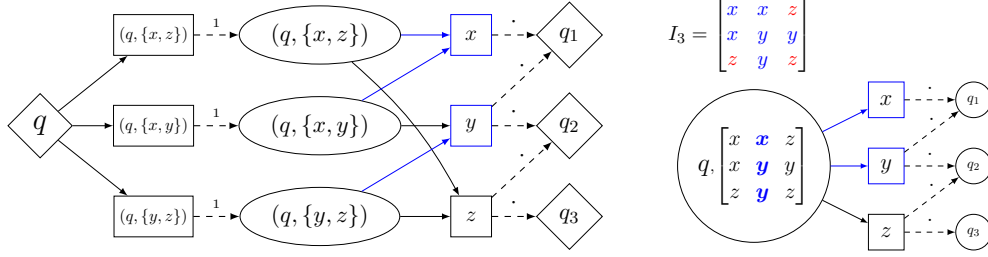 q
(q, {x, z})
(q, {x, y})
(q, {y, z})
1
1
1
(q, {x, z})
(q, {x, y})
(q, {y, z})
x
y
z
·
·
·
·
·
q1
q2
q3
I3 =
x x z
x y y
z y z
q,
x x z
x y y
z y z
x
y
z
·
·
·
·
·
q1
q2
q3